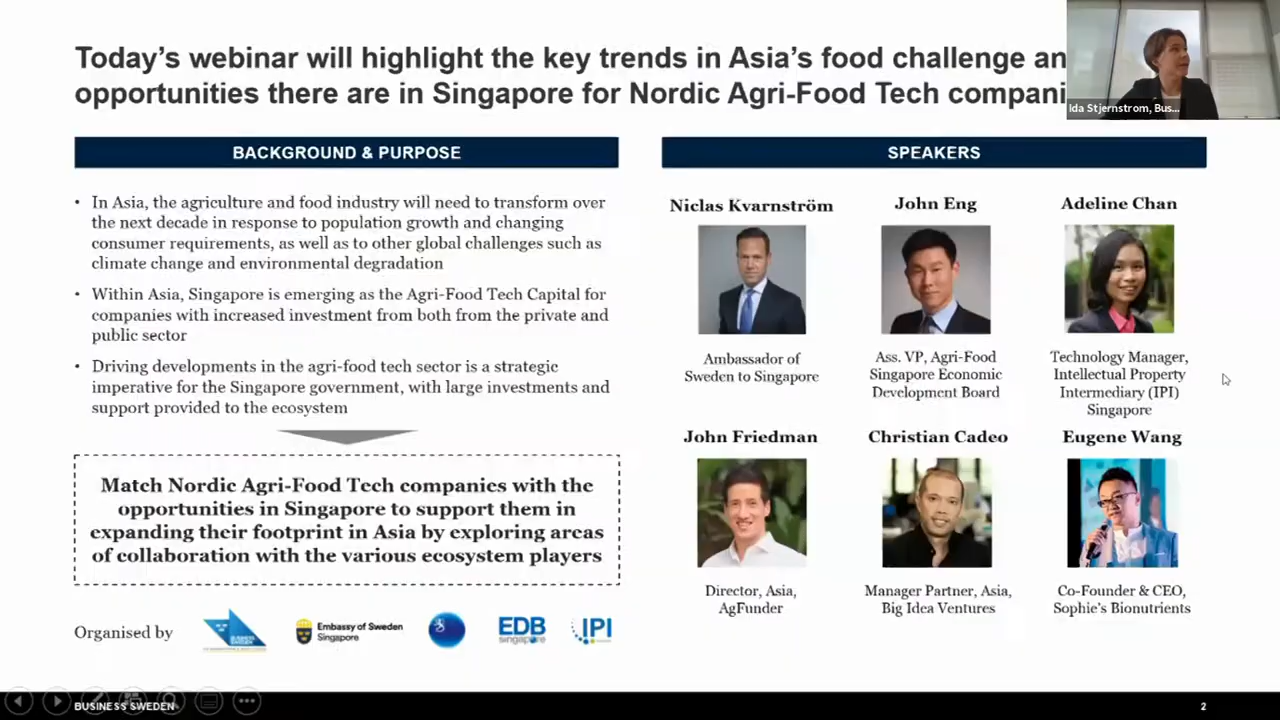 Today's webinar will highlight the key trends in Asia's food challenge an
opportunities there are in Singapore for Nordic Agri-Food Tech compani
Ida Stjernstrom, Bus...
BACKGROUND & PURPOSE
• In Asia, the agriculture and food industry will need to transform over
the next decade in response to population growth and changing
consumer requirements, as well as to other global challenges such as
climate change and environmental degradation
• Within Asia, Singapore is emerging as the Agri-Food Tech Capital for
companies with increased investment from both from the private and
public sector
• Driving developments in the agri-food tech sector is a strategic
imperative for the Singapore government, with large investments and
support provided to the ecosystem
Match Nordic Agri-Food Tech companies with the
opportunities in Singapore to support them in
expanding their footprint in Asia by exploring areas
of collaboration with the various ecosystem players
Organised by
BUSINESS
SWEDEN
Embassy of Sweden
Singapore
EDB
singapore
IPI
SPEAKERS
Niclas Kvarnström
Ambassador of
Sweden to Singapore
John Eng
Ass. VP, Agri-Food
Singapore Economic
Development Board
Adeline Chan
Technology Manager,
Intellectual Property
Intermediary (IPI)
Singapore
John Friedman
Director, Asia,
AgFunder
Christian Cadeo
Manager Partner, Asia,
Big Idea Ventures
Eugene Wang
Co-Founder & CEO,
Sophie's Bionutrients
BUSINESS SWEDEN
2